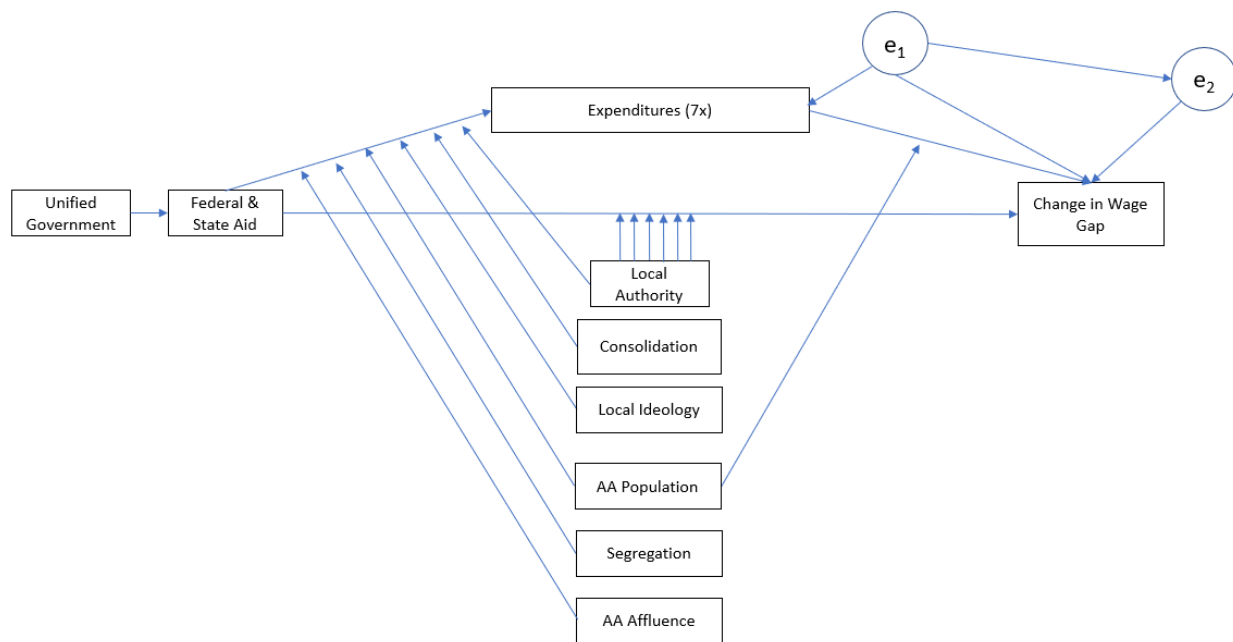 e₁
e₂
Expenditures (7x)
Unified
Government
Federal &
State Aid
Change in Wage
Gap
Local
Authority
Consolidation
Local Ideology
AA Population
Segregation
AA Affluence